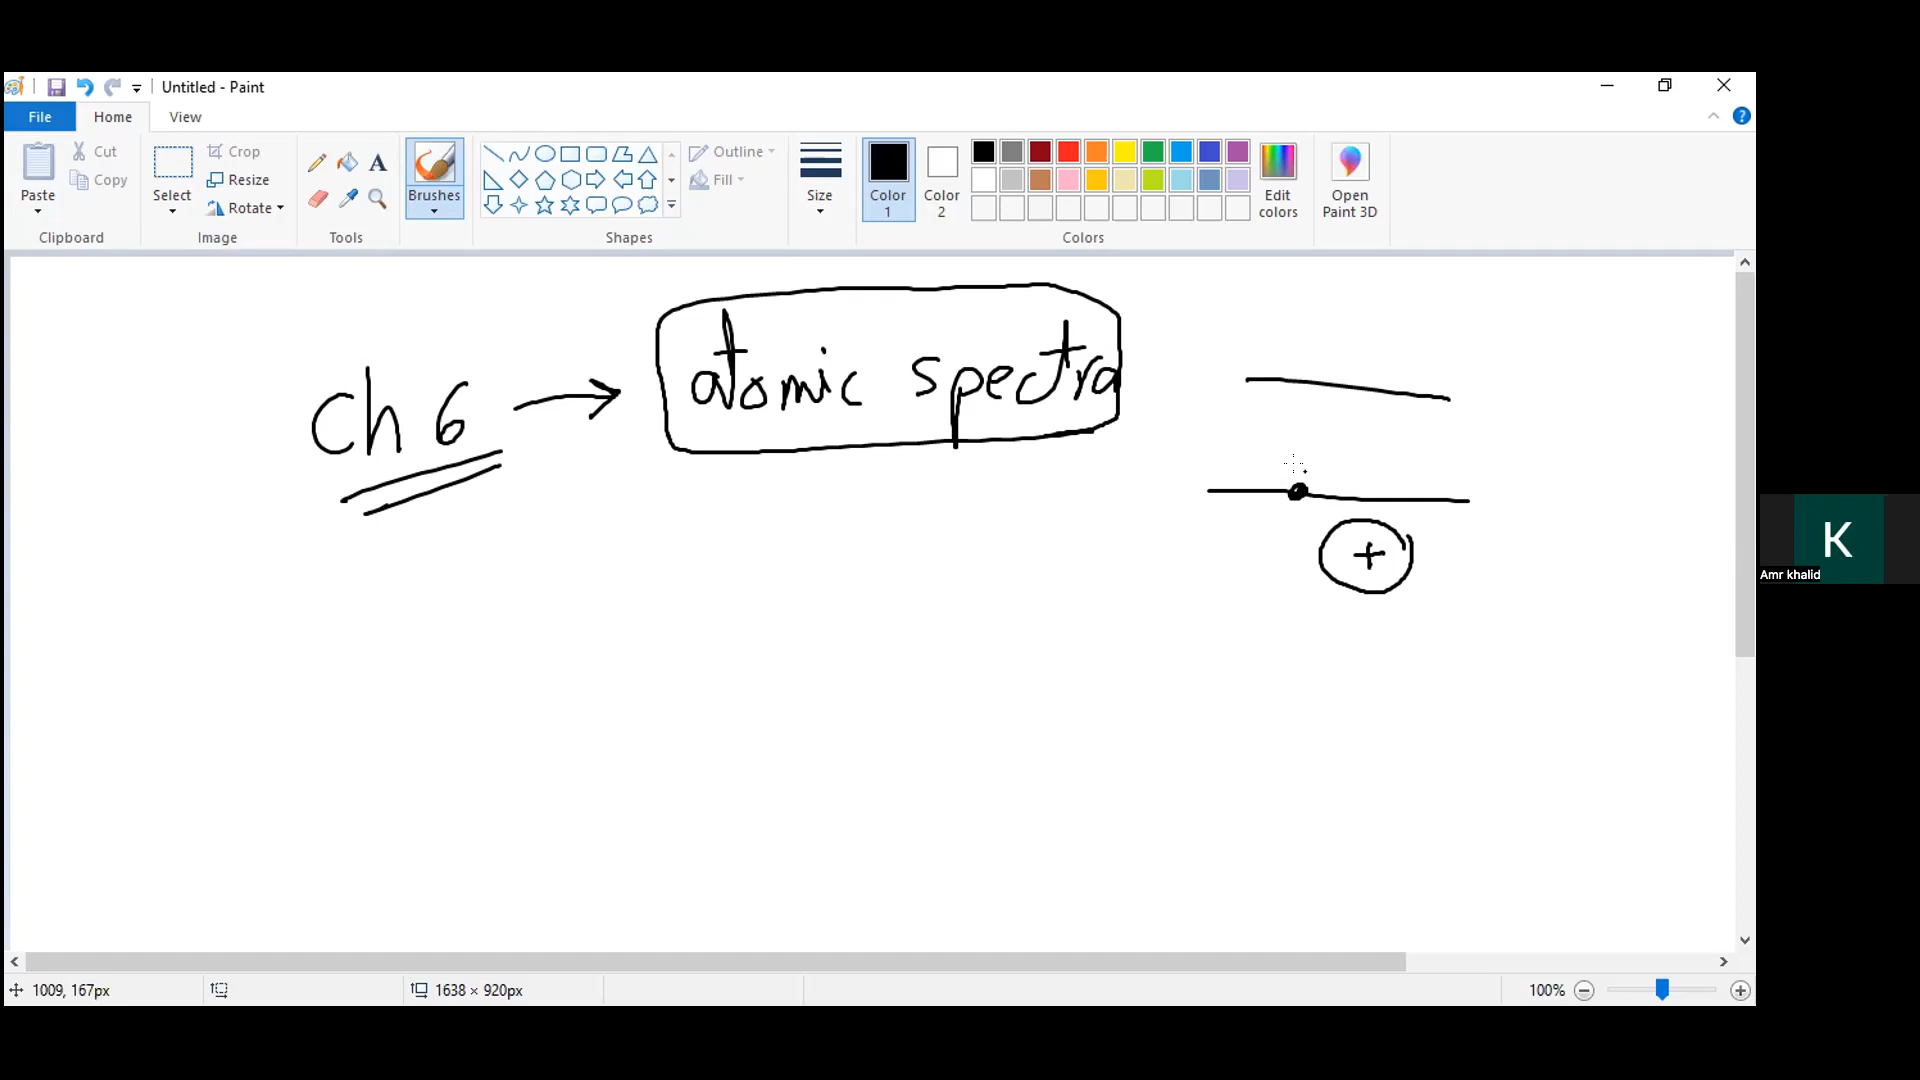 Untitled - Paint
File Home View
Paste Cut Copy Clipboard
Select Crop Resize Rotate Image
Tools
Brushes
Shapes
Outline Fill
Size
Color 1
Color 2
Edit colors
Colors
Open Paint 3D
Ch 6 → atomic spectra
+
K
Amr khalid
1009, 167px
1638 × 920px
100%